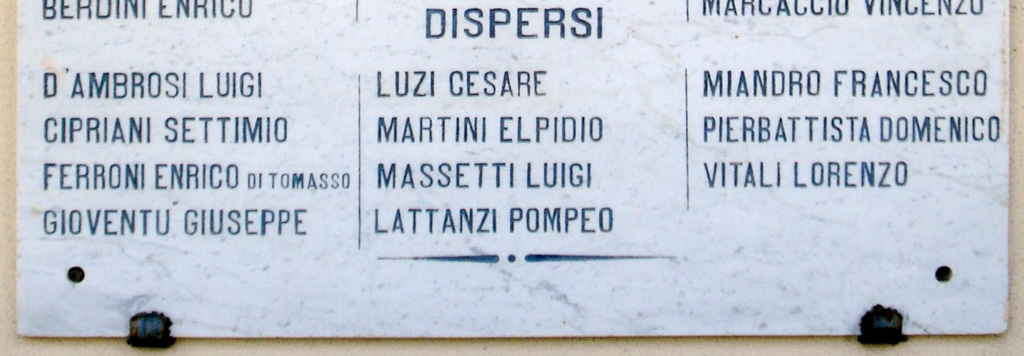 BERDINI ENRICO
MARCACCIO VINCENZO
DISPERSI
D'AMBROSI LUIGI
CIPRIANI SETTIMIO
FERRONI ENRICO DI TOMASSO
GIOVENTU' GIUSEPPE
LUZI CESARE
MARTINI ELPIDIO
MASSETTI LUIGI
LATTANZI POMPEO
MIANDRO FRANCESCO
PIERBATTISTA DOMENICO
VITALI LORENZO